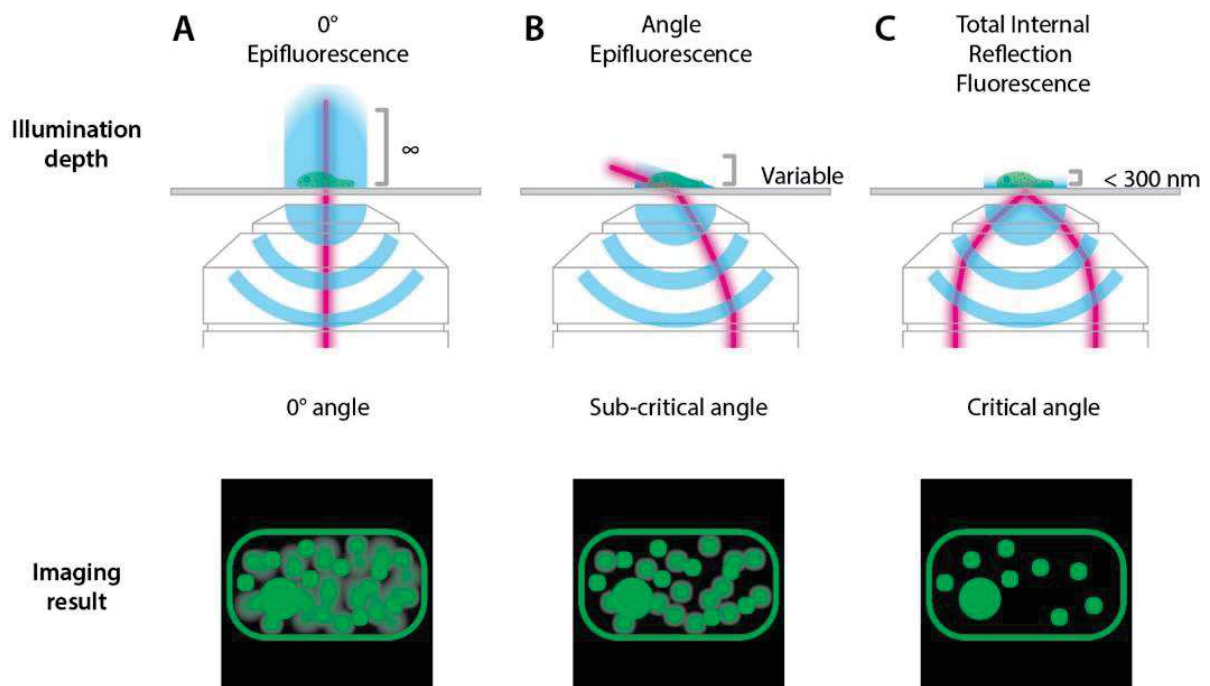 A
0°
Epifluorescence
B
Angle
Epifluorescence
C
Total Internal
Reflection
Fluorescence
Illumination
depth
∞
Variable
< 300 nm
0° angle
Sub-critical angle
Critical angle
Imaging
result